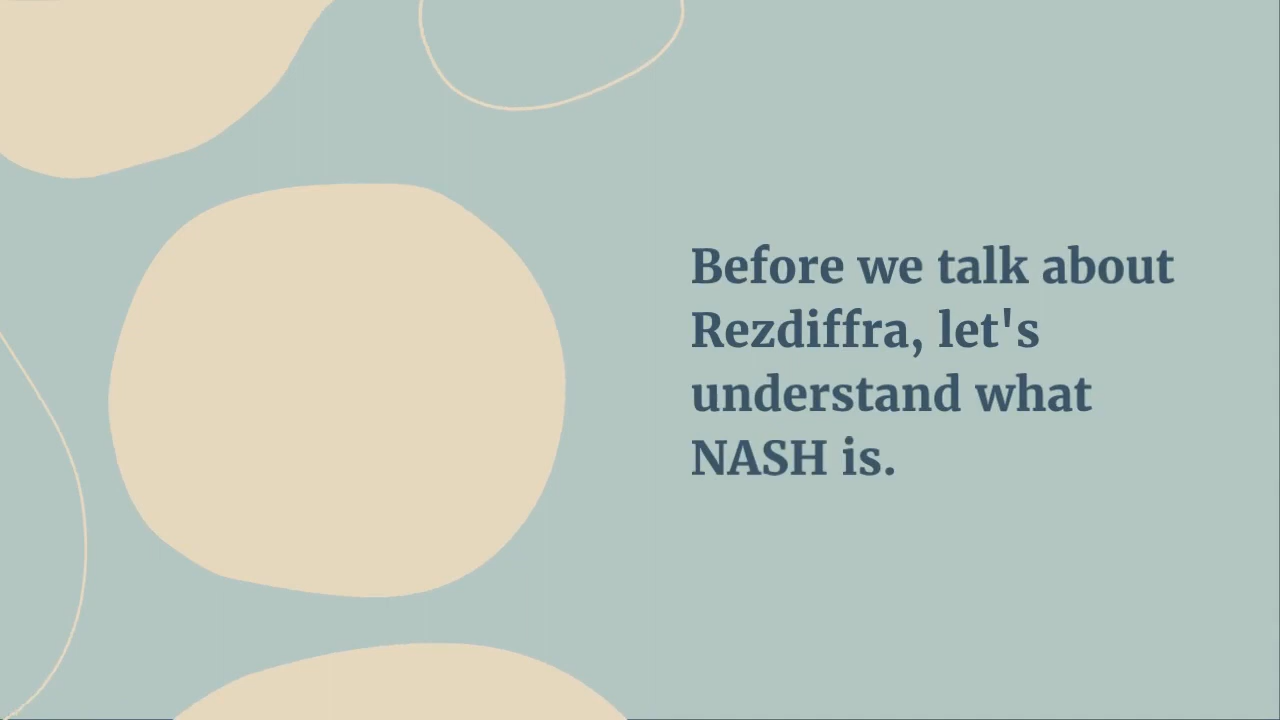 Before we talk about
Rezdiffra, let's
understand what
NASH is.